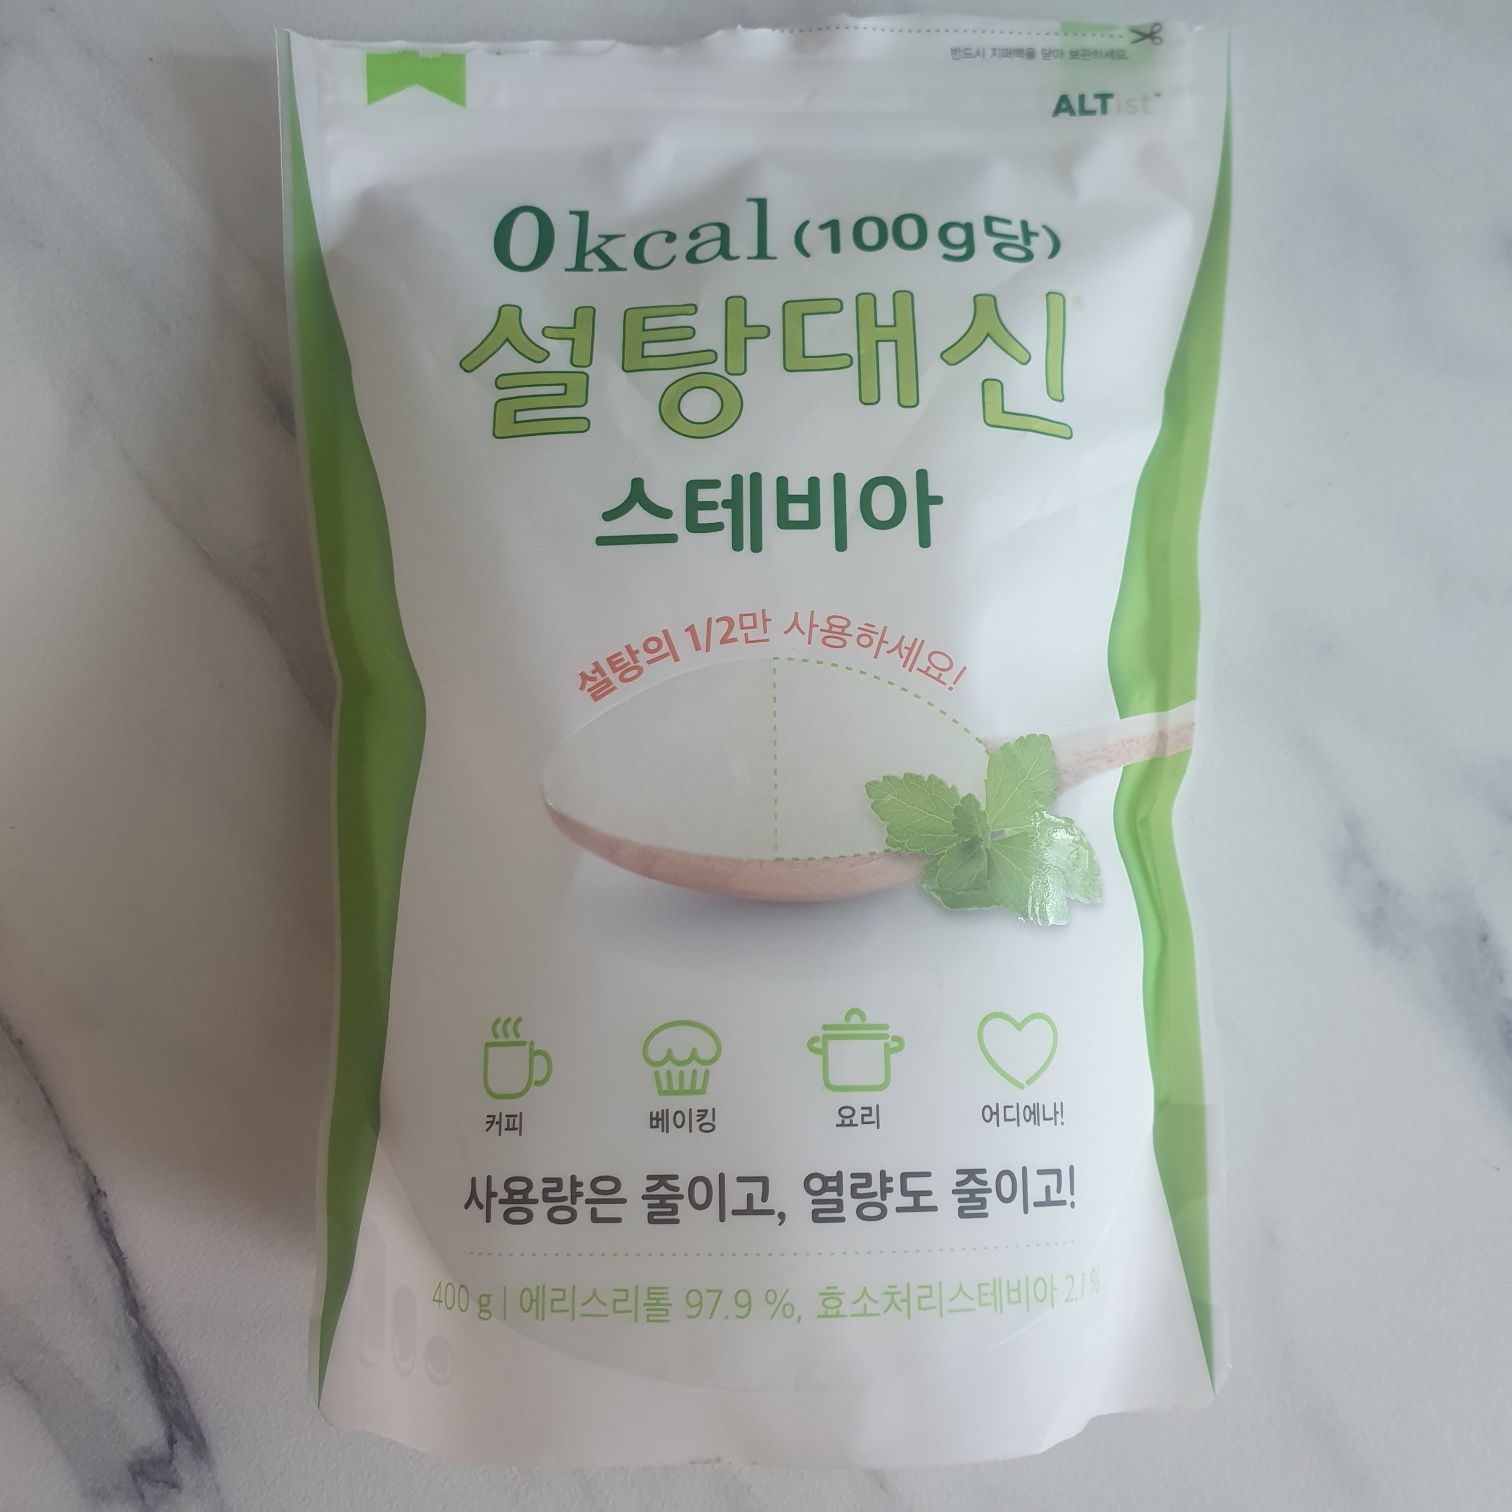 반드시 지퍼백을 닫아 보관하세요.
ALTist
0kcal (100g당)
설탕대신
스테비아
설탕의 1/2만 사용하세요!
커피 베이킹 요리 어디에나!
사용량은 줄이고, 열량도 줄이고!
400 g | 에리스리톨 97.9 %, 효소처리스테비아 2.1 %